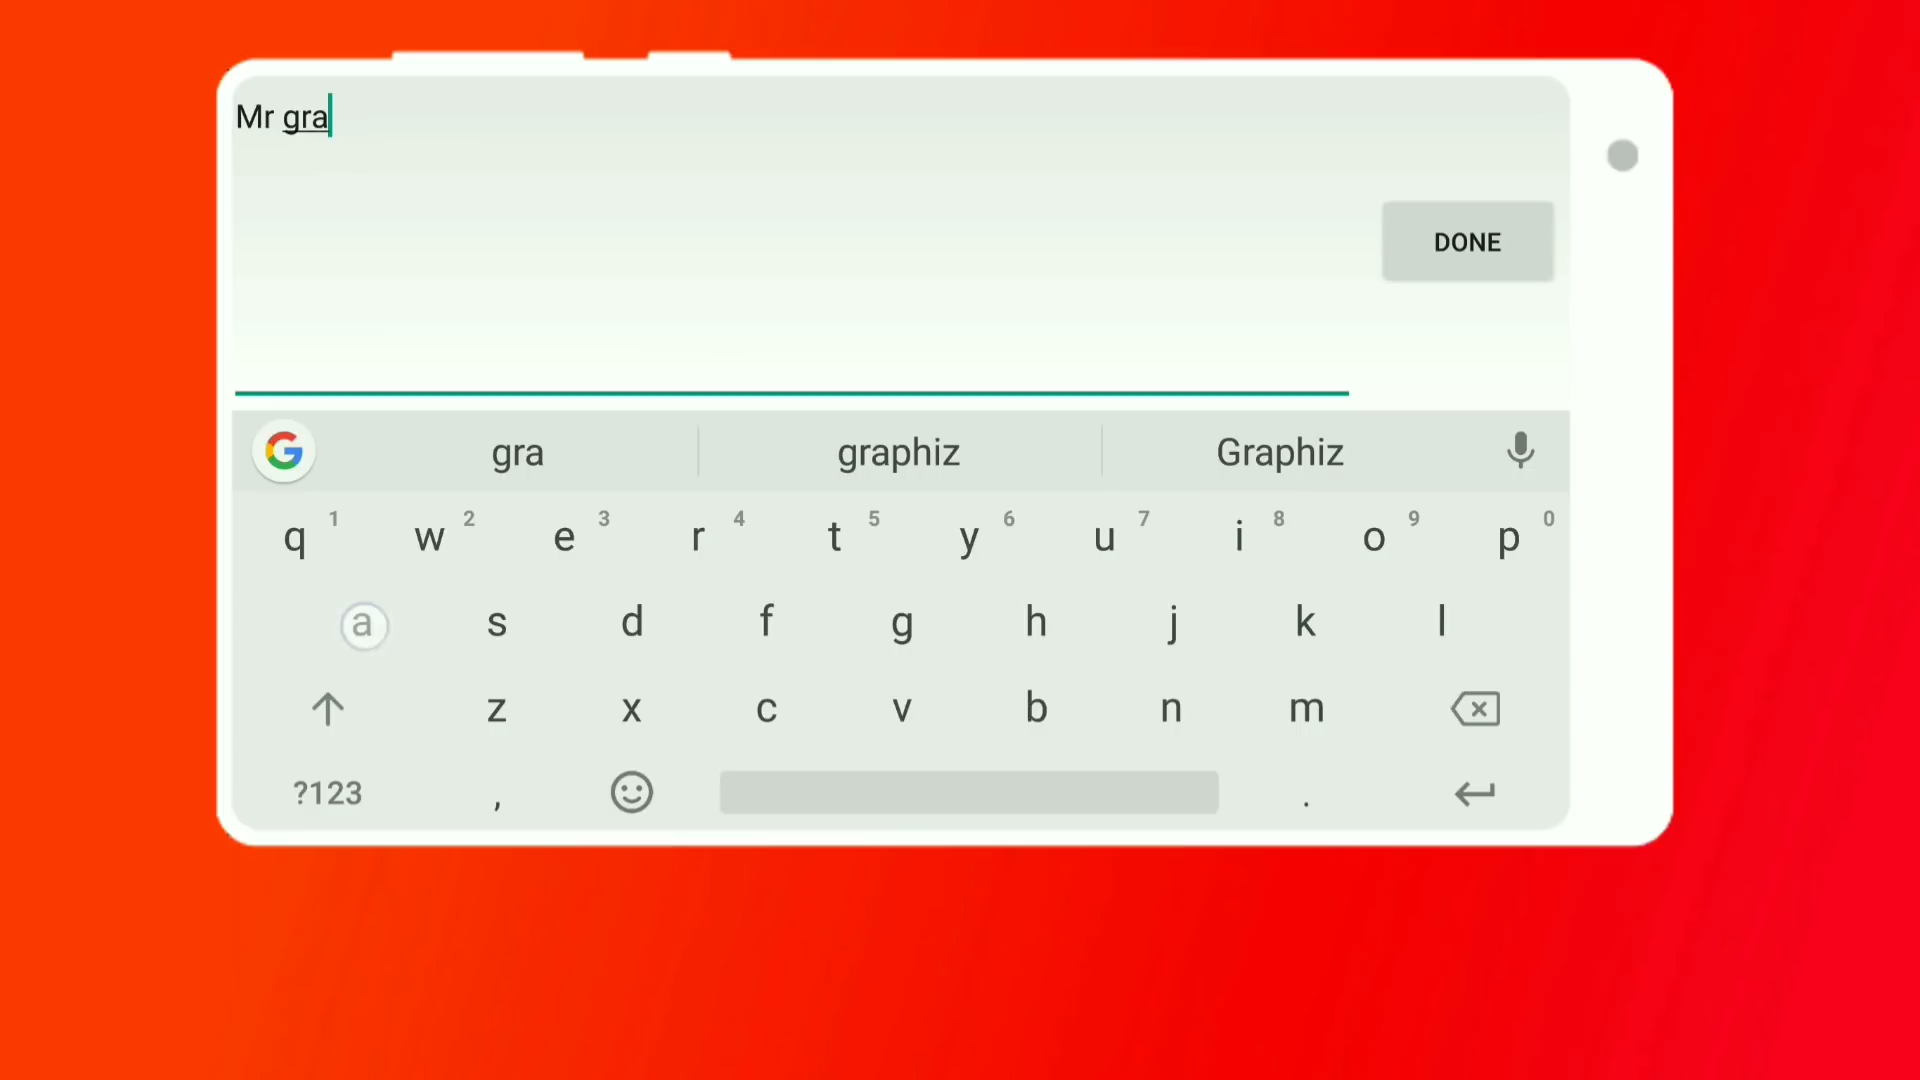 Mr gra
DONE
gra graphiz Graphiz
q 1 w 2 e 3 r 4 t 5 y 6 u 7 i 8 o 9 p 0
a s d f g h j k l
z x c v b n m
?123 , .